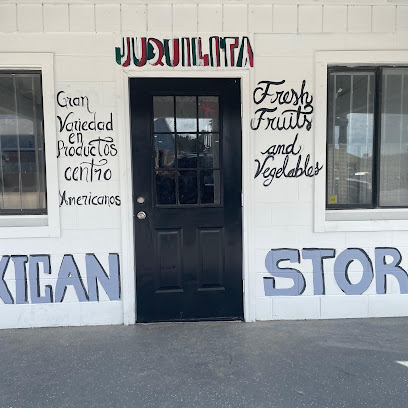 JUQUILITA
Gran
Variedad
en
Productos
centro
Americanos
Fresh
Fruits
and
Vegetables
XICAN STOR